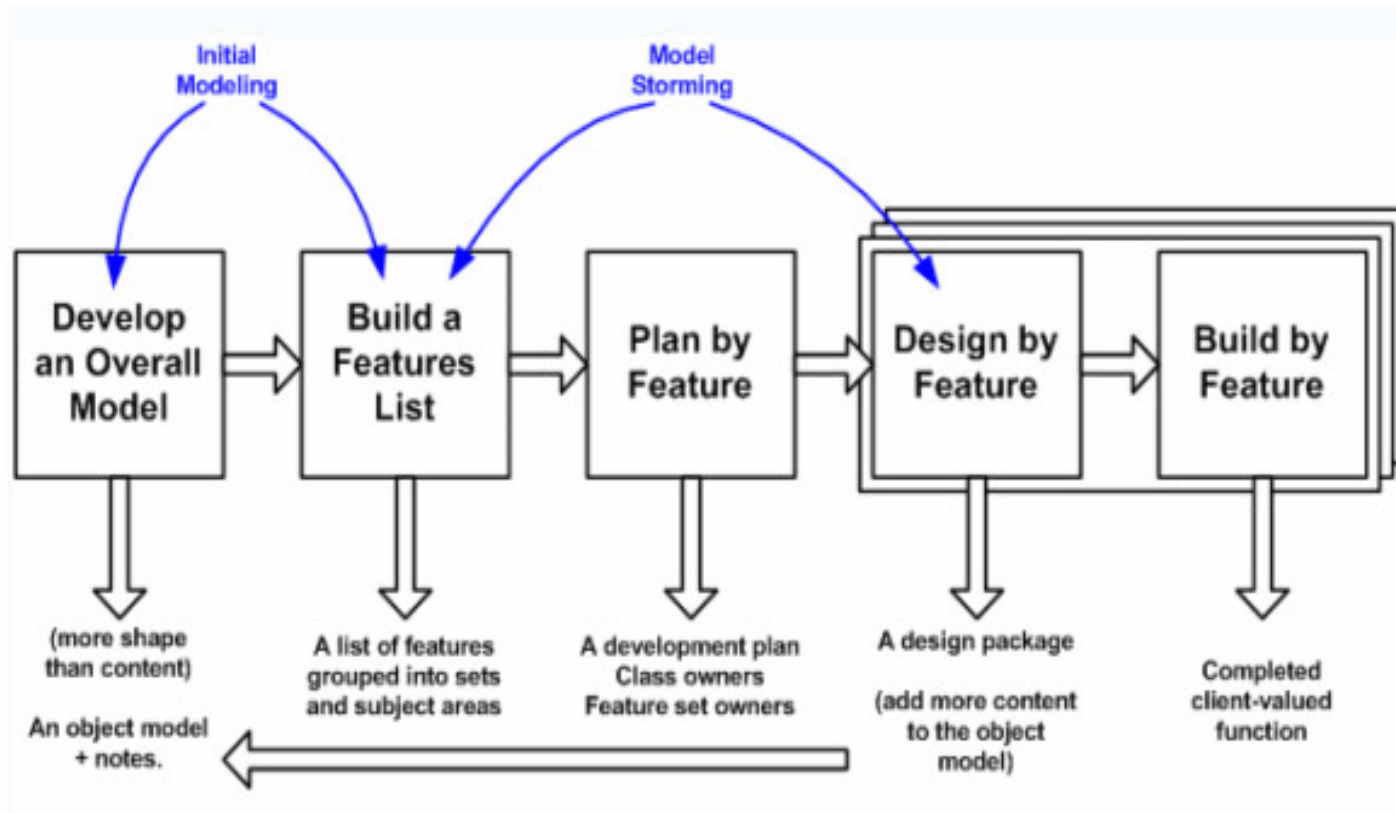 Initial
Modeling
Model
Storming
Develop
an Overall
Model
Build a
Features
List
Plan by
Feature
Design by
Feature
Build by
Feature
(more shape
than content)
An object model
+ notes.
A list of features
grouped into sets
and subject areas
A development plan
Class owners
Feature set owners
A design package
(add more content
to the object
model)
Completed
client-valued
function